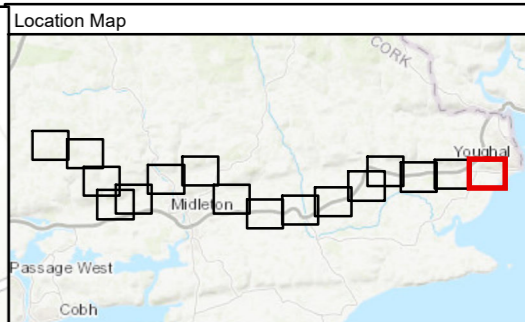 Location Map
CORK
Youghal
Midleton
Passage West
Cobh